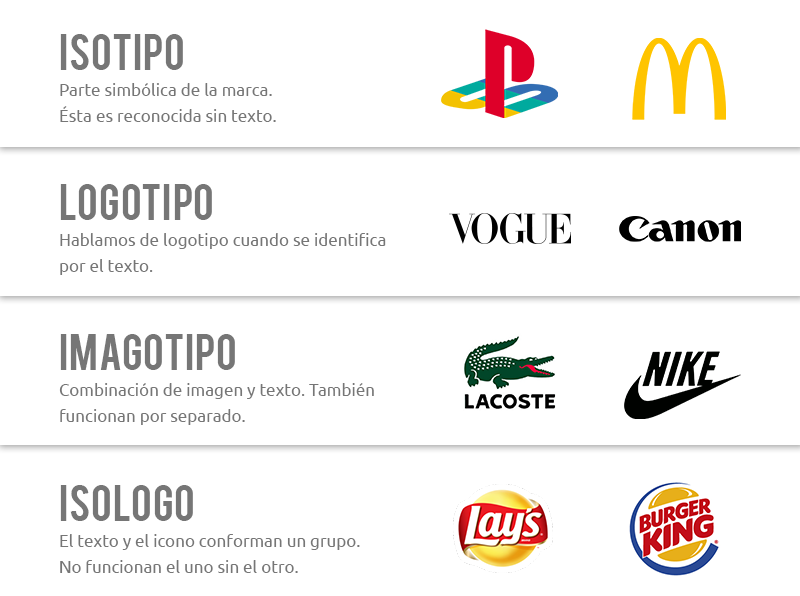 ISOTIPO
Parte simbólica de la marca.
Ésta es reconocida sin texto.
LOGOTIPO
Hablamos de logotipo cuando se identifica
por el texto.
VOGUE
Canon
IMAGOTIPO
Combinación de imagen y texto. También
funcionan por separado.
LACOSTE
NIKE
ISOLOGO
El texto y el icono conforman un grupo.
No funcionan el uno sin el otro.
Lay's
BURGER
KING